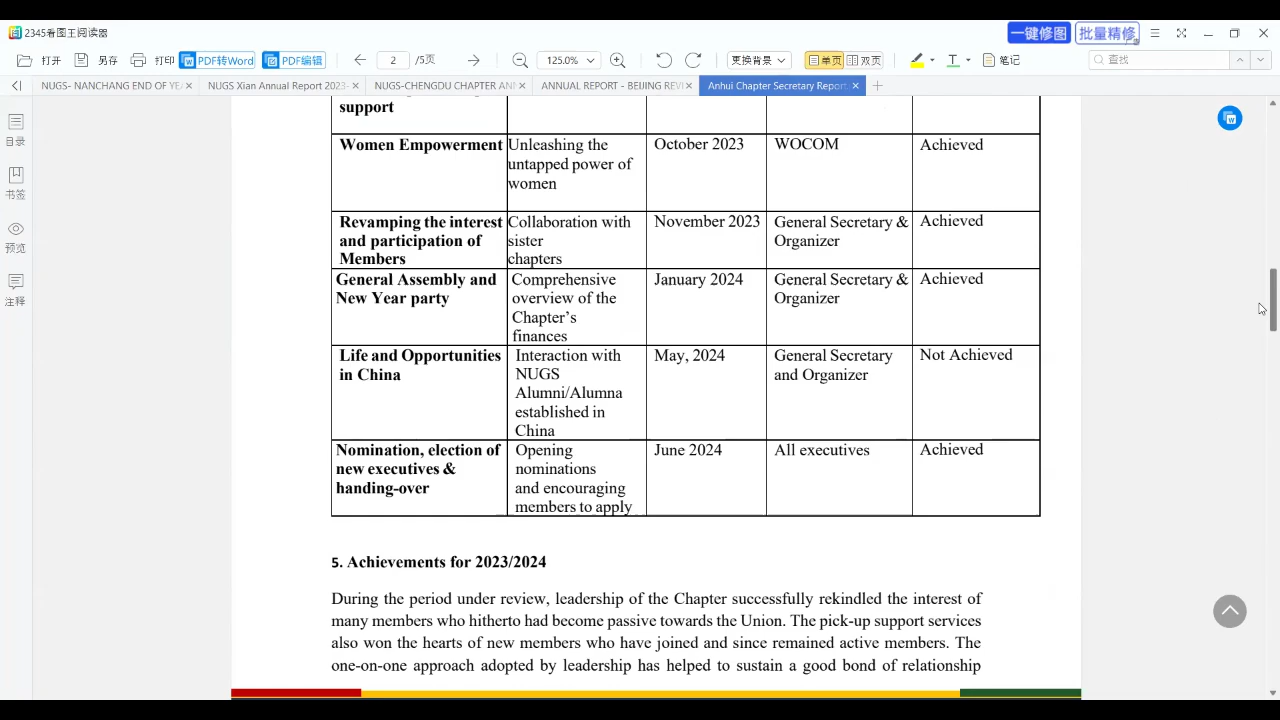 2345看图王阅读器
一键修图 批量精修
打开 另存 打印 PDF转Word PDF编辑 2 /5页 125.0% 更换背景 单页 双页 T 笔记 查找
NUGS- NANCHANG END OF YE NUGS Xian Annual Report 2023- NUGS-CHENGDU CHAPTER ANN ANNUAL REPORT - BEIJING REVI Anhui Chapter Secretary Report.
目录
书签
预览
注释
support
Women Empowerment Unleashing the October 2023 WOCOM Achieved
untapped power of
women
Revamping the interest Collaboration with November 2023 General Secretary & Achieved
and participation of sister Organizer
Members chapters
General Assembly and Comprehensive January 2024 General Secretary & Achieved
New Year party overview of the Organizer
Chapter's
finances
Life and Opportunities Interaction with May, 2024 General Secretary Not Achieved
in China NUGS and Organizer
Alumni/Alumna
established in
China
Nomination, election of Opening June 2024 All executives Achieved
new executives & nominations
handing-over and encouraging
members to apply
5. Achievements for 2023/2024
During the period under review, leadership of the Chapter successfully rekindled the interest of
many members who hitherto had become passive towards the Union. The pick-up support services
also won the hearts of new members who have joined and since remained active members. The
one-on-one approach adopted by leadership has helped to sustain a good bond of relationship